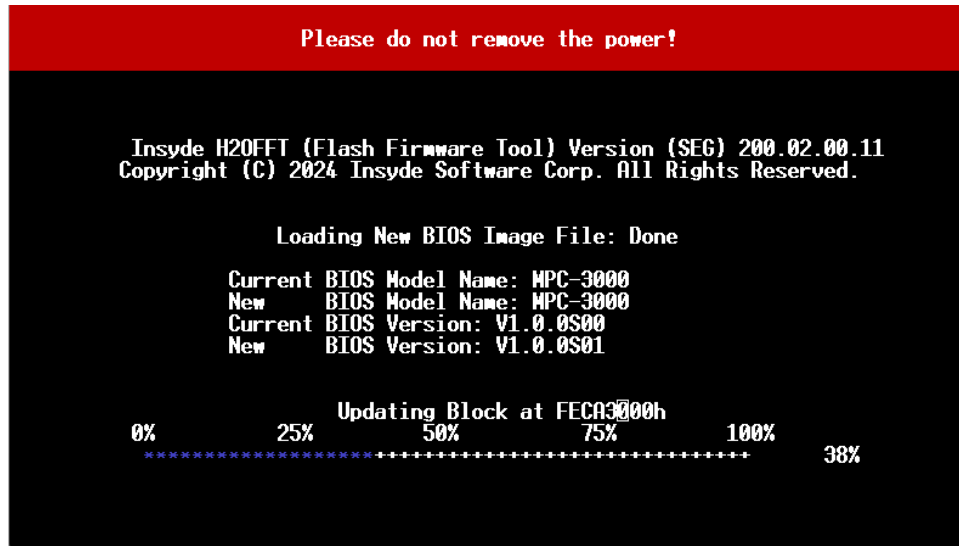 Please do not remove the power!
Insyde H2OFFT (Flash Firmware Tool) Version (SEG) 200.02.00.11
Copyright (C) 2024 Insyde Software Corp. All Rights Reserved.
Loading New BIOS Image File: Done
Current BIOS Model Name: MPC-3000
New BIOS Model Name: MPC-3000
Current BIOS Version: V1.0.0S00
New BIOS Version: V1.0.0S01
Updating Block at FECA3000h
0% 25% 50% 75% 100%
*******************+++++++++++++++++++++++++++++++ 38%